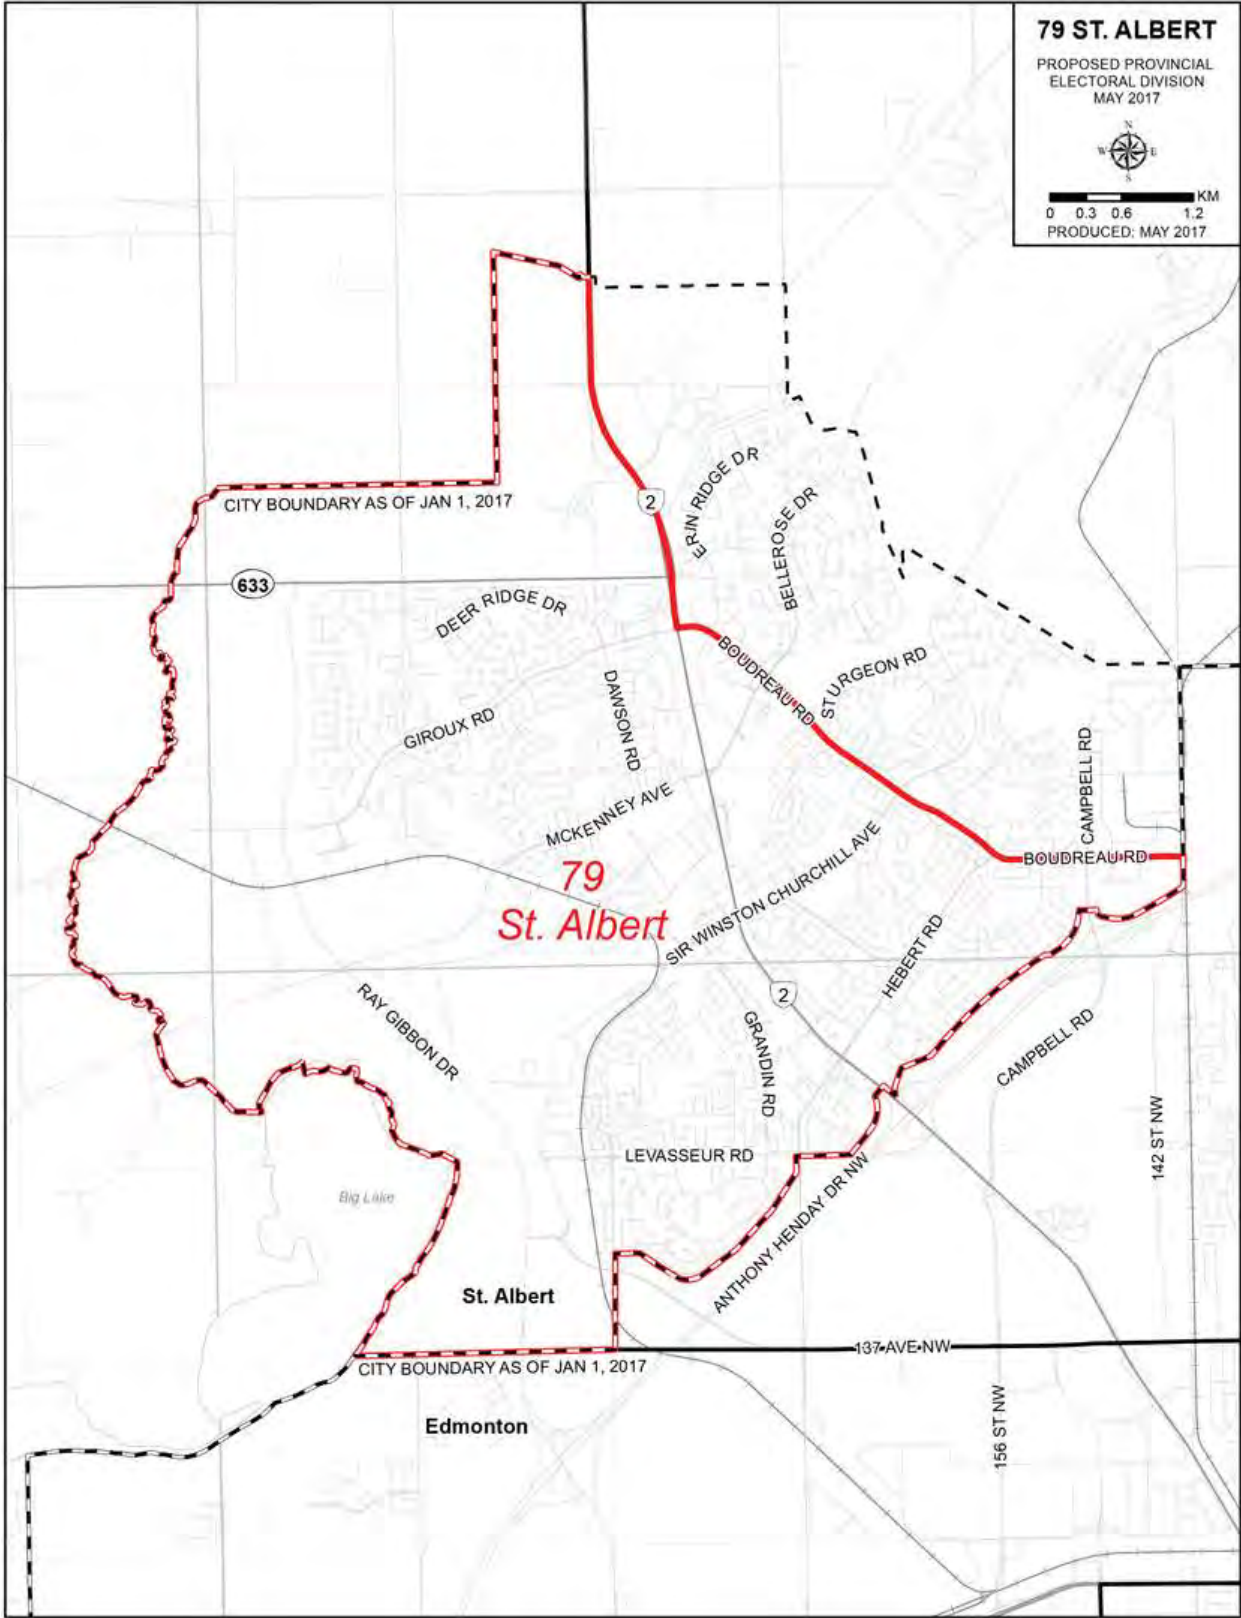 79 ST. ALBERT
PROPOSED PROVINCIAL
ELECTORAL DIVISION
MAY 2017
N
W E
S
KM
0 0.3 0.6 1.2
PRODUCED: MAY 2017
CITY BOUNDARY AS OF JAN 1, 2017
2
ERIN RIDGE DR
BELLEROSE DR
633
DEER RIDGE DR
BOUDREAU RD
STURGEON RD
GIROUX RD
DAWSON RD
CAMPBELL RD
MCKENNEY AVE
BOUDREAU RD
79
St. Albert
SIR WINSTON CHURCHILL AVE
HEBERT RD
2
RAY GIBBON DR
GRANDIN RD
CAMPBELL RD
142 ST NW
LEVASSEUR RD
Big Lake
ANTHONY HENDAY DR NW
St. Albert
137 AVE NW
CITY BOUNDARY AS OF JAN 1, 2017
Edmonton
156 ST NW